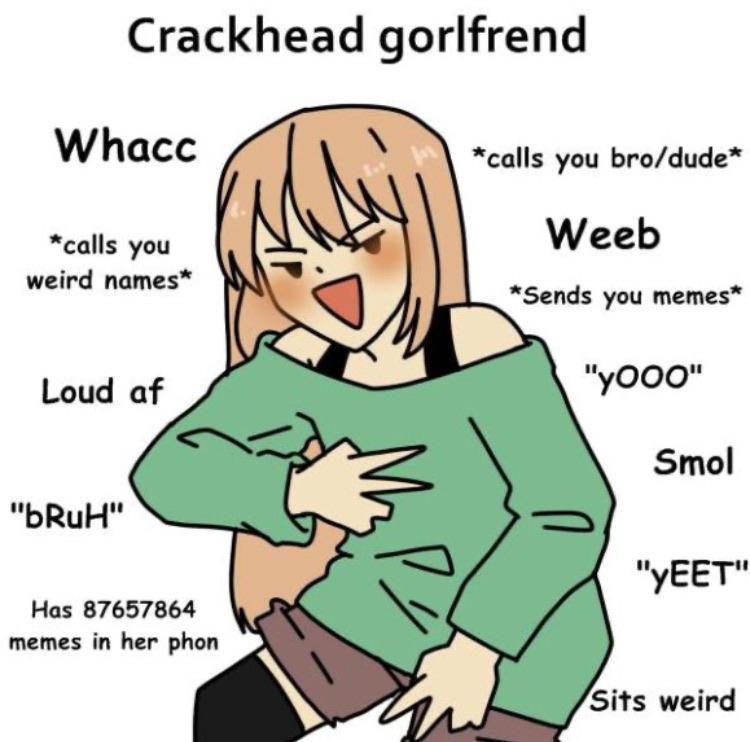 Crackhead gorlfrend
Whacc
*calls you bro/dude*
*calls you
weird names*
Weeb
*Sends you memes*
Loud af
"yOOO"
Smol
"bRuH"
"yEET"
Has 87657864
memes in her phon
Sits weird